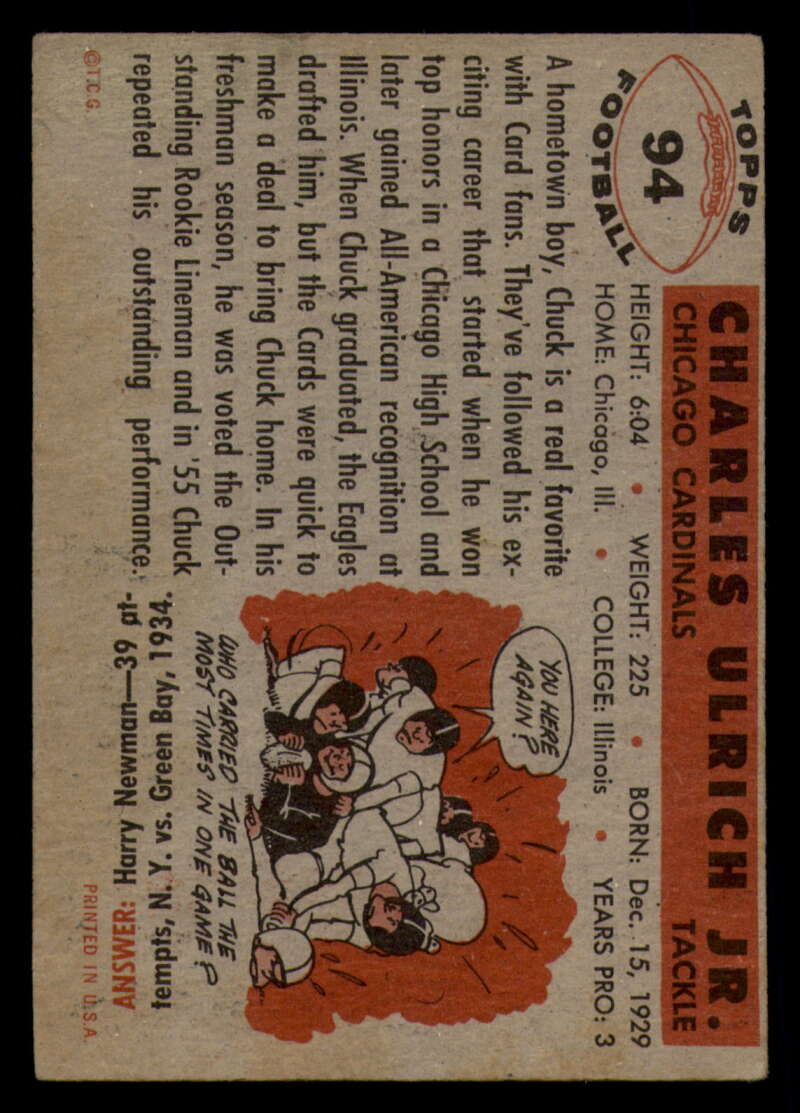 TOPPS
94
FOOTBALL
CHARLES ULRICH JR.
CHICAGO CARDINALS TACKLE
HEIGHT: 6:04 • WEIGHT: 225 • BORN: Dec. 15, 1929
HOME: Chicago, Ill. • COLLEGE: Illinois • YEARS PRO: 3
A hometown boy, Chuck is a real favorite
with Card fans. They've followed his ex-
citing career that started when he won
top honors in a Chicago High School and
later gained All-American recognition at
Illinois. When Chuck graduated, the Eagles
drafted him, but the Cards were quick to
make a deal to bring Chuck home. In his
freshman season, he was voted the Out-
standing Rookie Lineman and in '55 Chuck
repeated his outstanding performance.
©T.C.G.
YOU HERE
AGAIN?
WHO CARRIED THE BALL THE
MOST TIMES IN ONE GAME?
ANSWER: Harry Newman—39 at-
tempts, N.Y. vs. Green Bay, 1934.
PRINTED IN U.S.A.